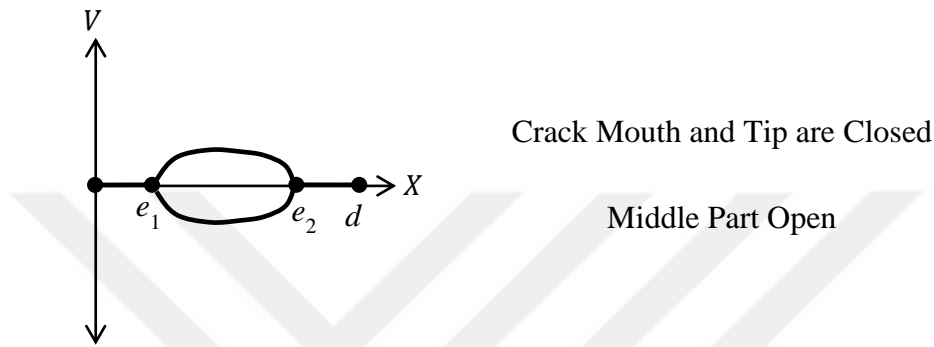 V
Crack Mouth and Tip are Closed
X
e₁ e₂ d
Middle Part Open